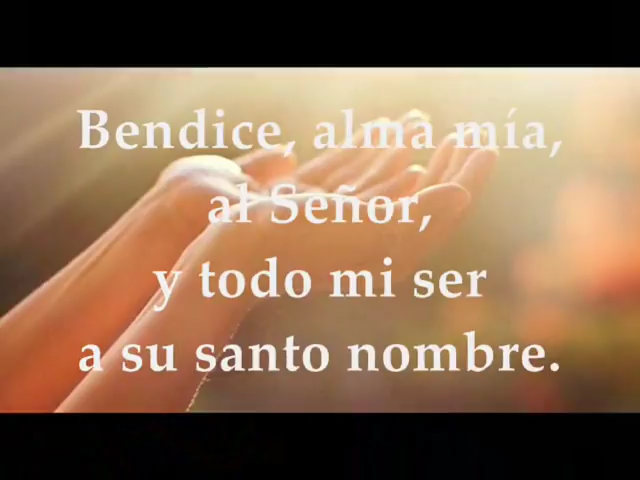 Bendice, alma mía,
al Señor,
y todo mi ser
a su santo nombre.